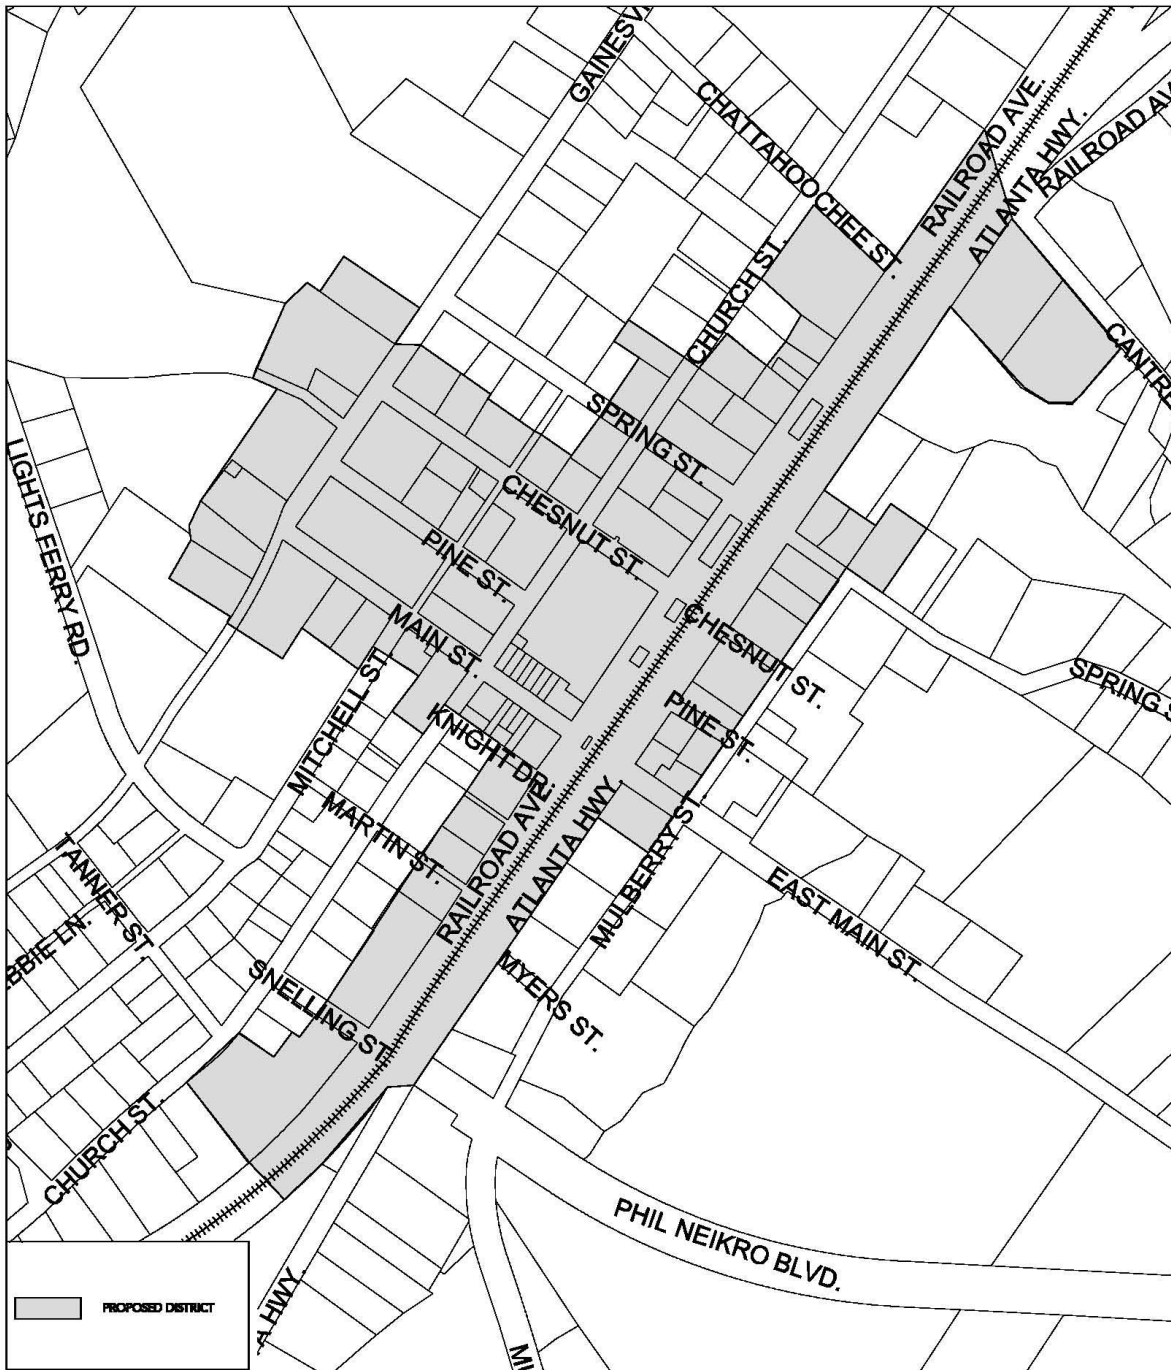 GAINESV
CHATTAHOOCHEE ST.
RAILROAD AVE.
ATLANTA HWY.
RAILROAD AV
CHURCH ST.
CANTRE
SPRING ST.
LIGHTS FERRY RD.
CHESNUT ST.
PINE ST.
MAIN ST.
CHESNUT ST.
SPRING S
PINE ST.
MITCHELL ST.
KNIGHT DR.
MARTIN ST.
RAILROAD AVE.
ATLANTA HWY.
MULBERRY ST.
EAST MAIN ST.
TANNER ST.
BBIE LN.
SNELLING ST.
MYERS ST.
CHURCH ST.
PHIL NEIKRO BLVD.
A HWY.
PROPOSED DISTRICT